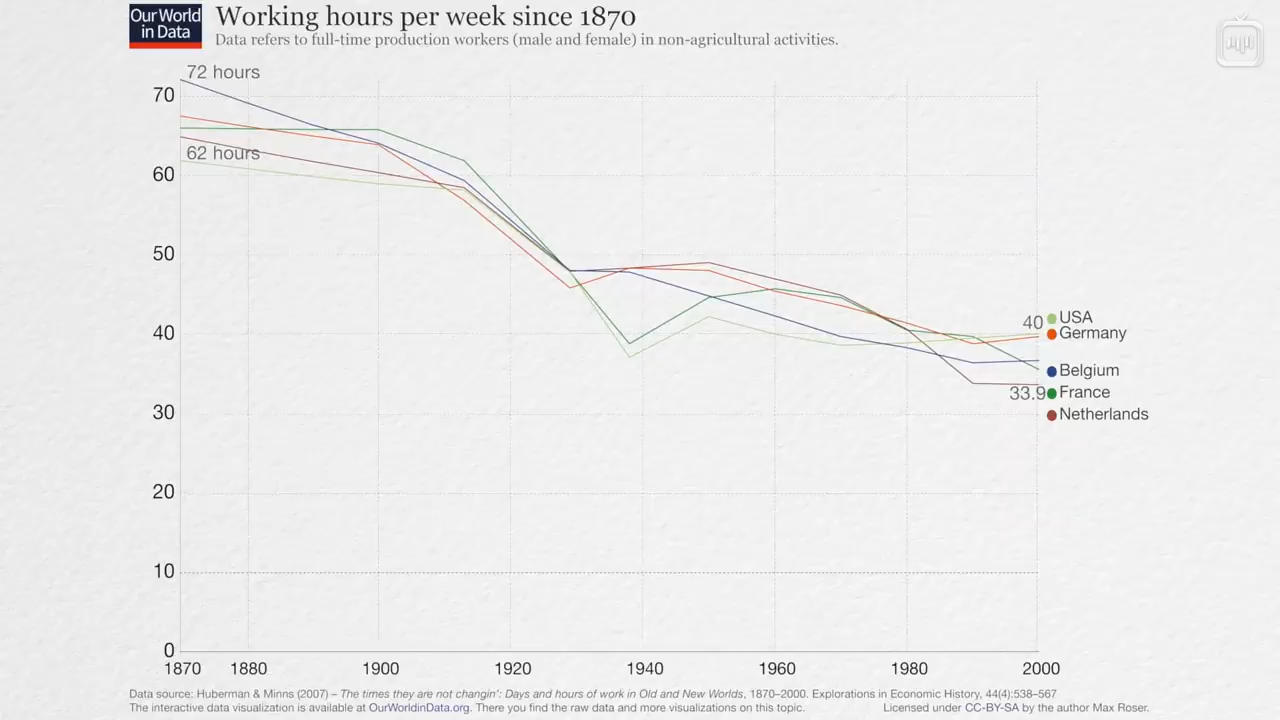 Our World
in Data
Working hours per week since 1870
Data refers to full-time production workers (male and female) in non-agricultural activities.
72 hours
70
62 hours
60
50
40
30
20
10
0
40
USA
Germany
Belgium
33.9
France
Netherlands
1870 1880 1900 1920 1940 1960 1980 2000
Data source: Huberman & Minns (2007) – The times they are not changin': Days and hours of work in Old and New Worlds, 1870–2000. Explorations in Economic History, 44(4):538–567
The interactive data visualization is available at OurWorldinData.org. There you find the raw data and more visualizations on this topic. Licensed under CC-BY-SA by the author Max Roser.